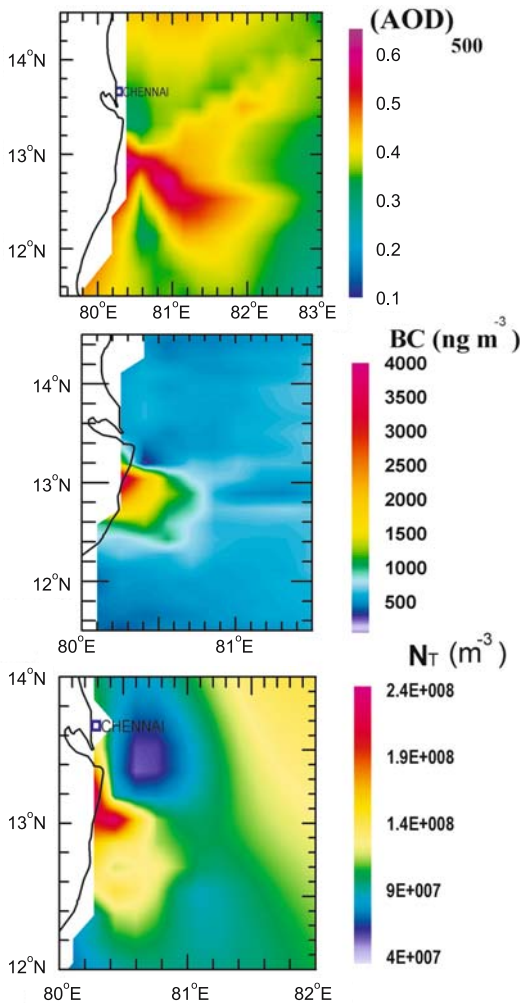 (AOD) 500
14°N
0.6
CHENNAI
0.5
13°N
0.4
0.3
12°N
0.2
0.1
80°E 81°E 82°E 83°E
BC (ng m⁻³)
4000
14°N
3500
3000
2500
13°N
2000
1500
1000
12°N
500
80°E 81°E
NT (m⁻³)
14°N
2.4E+008
CHENNAI
1.9E+008
13°N
1.4E+008
9E+007
4E+007
12°N
80°E 81°E 82°E